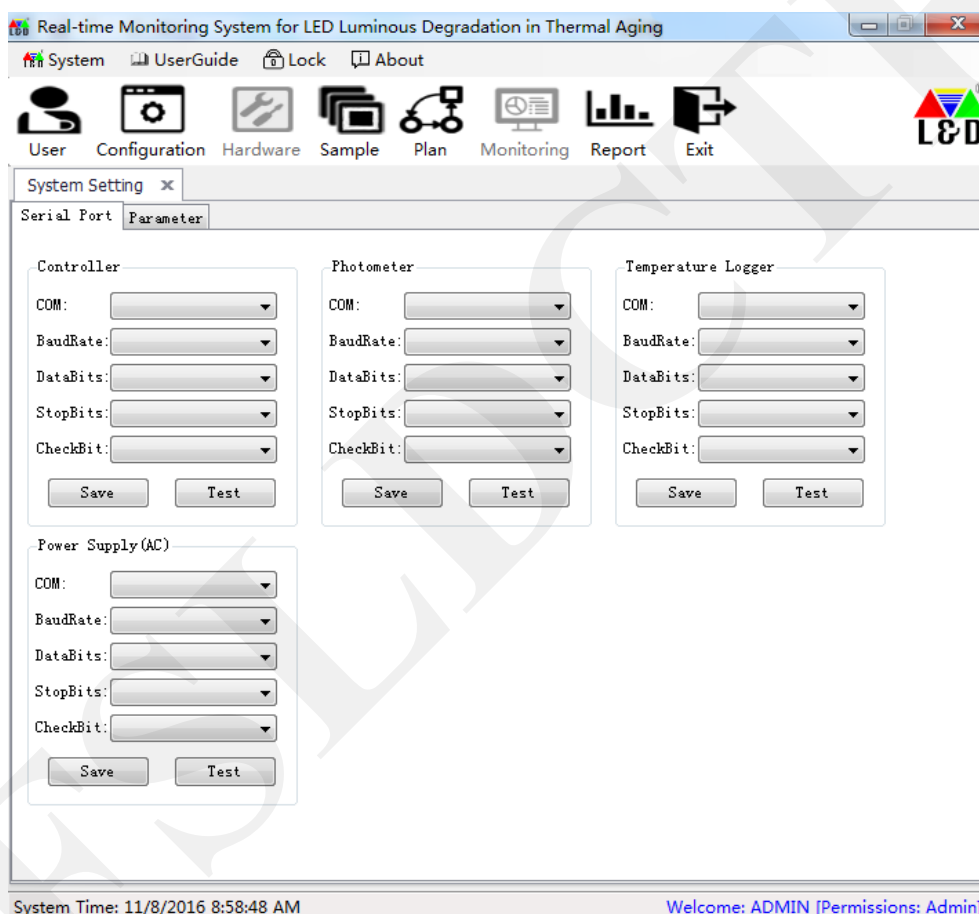 Real-time Monitoring System for LED Luminous Degradation in Thermal Aging
System UserGuide Lock About
L&D
User Configuration Hardware Sample Plan Monitoring Report Exit
System Setting
Serial Port Parameter
Controller Photometer Temperature Logger
COM: COM: COM:
BaudRate: BaudRate: BaudRate:
DataBits: DataBits: DataBits:
StopBits: StopBits: StopBits:
CheckBit: CheckBit: CheckBit:
Save Test Save Test Save Test
Power Supply(AC)
COM:
BaudRate:
DataBits:
StopBits:
CheckBit:
Save Test
System Time: 11/8/2016 8:58:48 AM Welcome: ADMIN [Permissions: Admin]